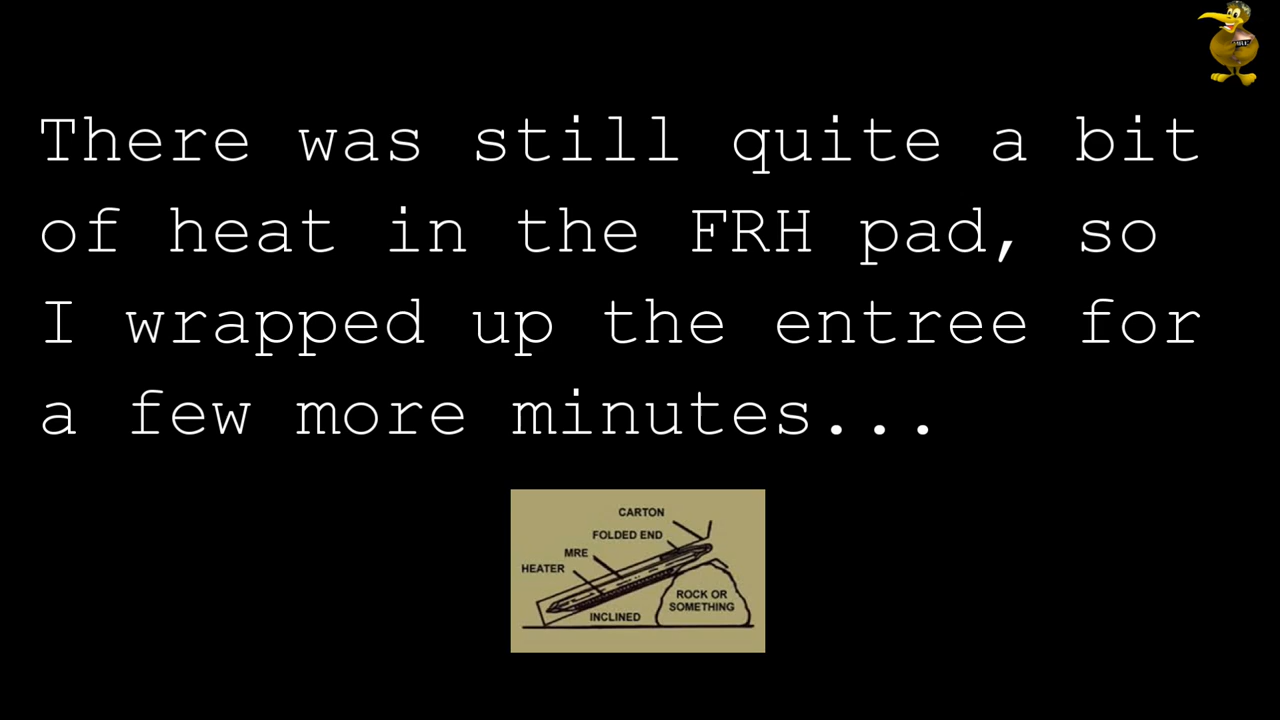 There was still quite a bit
of heat in the FRH pad, so
I wrapped up the entree for
a few more minutes...
CARTON
FOLDED END
MRE
HEATER
ROCK OR
SOMETHING
INCLINED